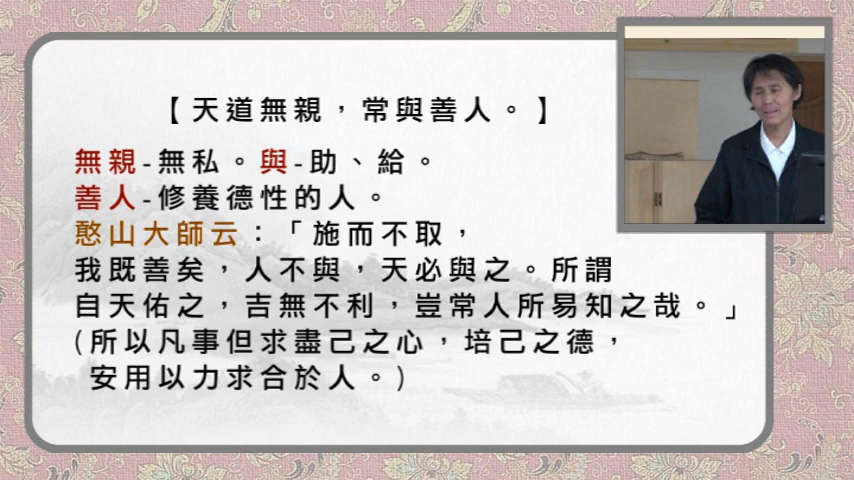 【天道無親，常與善人。】
無親-無私。與-助、給。
善人-修養德性的人。
憨山大師云：「施而不取，
我既善矣，人不與，天必與之。所謂
自天佑之，吉無不利，豈常人所易知之哉。」
(所以凡事但求盡己之心，培己之德，
安用以力求合於人。)